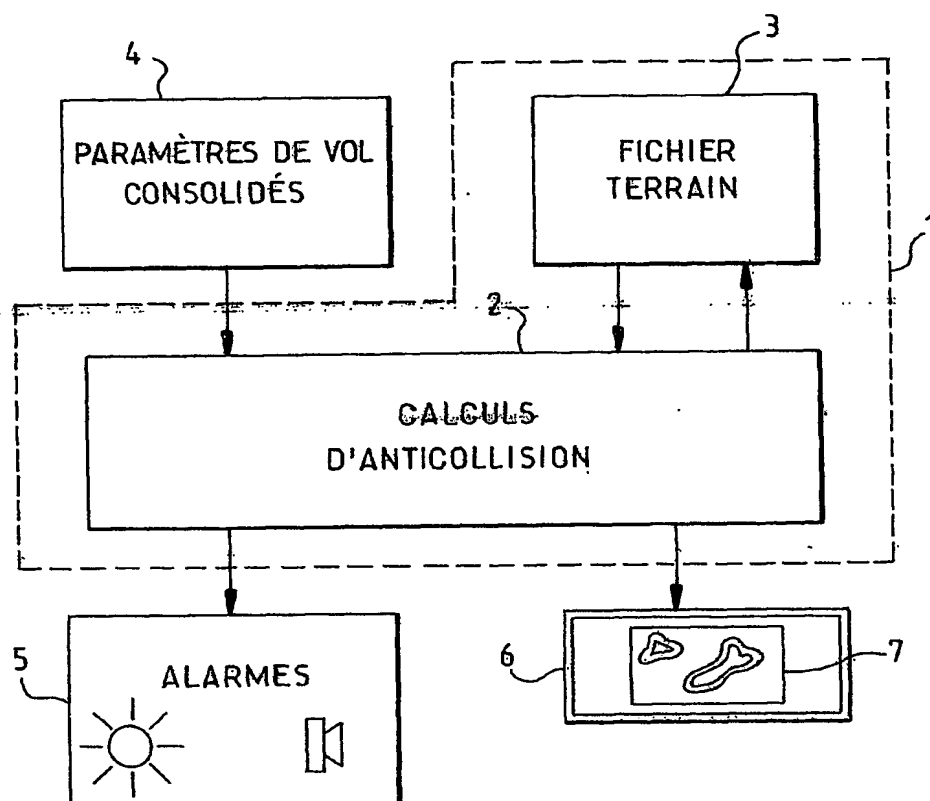 4
3
PARAMÈTRES DE VOL
CONSOLIDÉS
FICHIER
TERRAIN
2
CALCULS
D'ANTICOLLISION
5
ALARMES
6
7